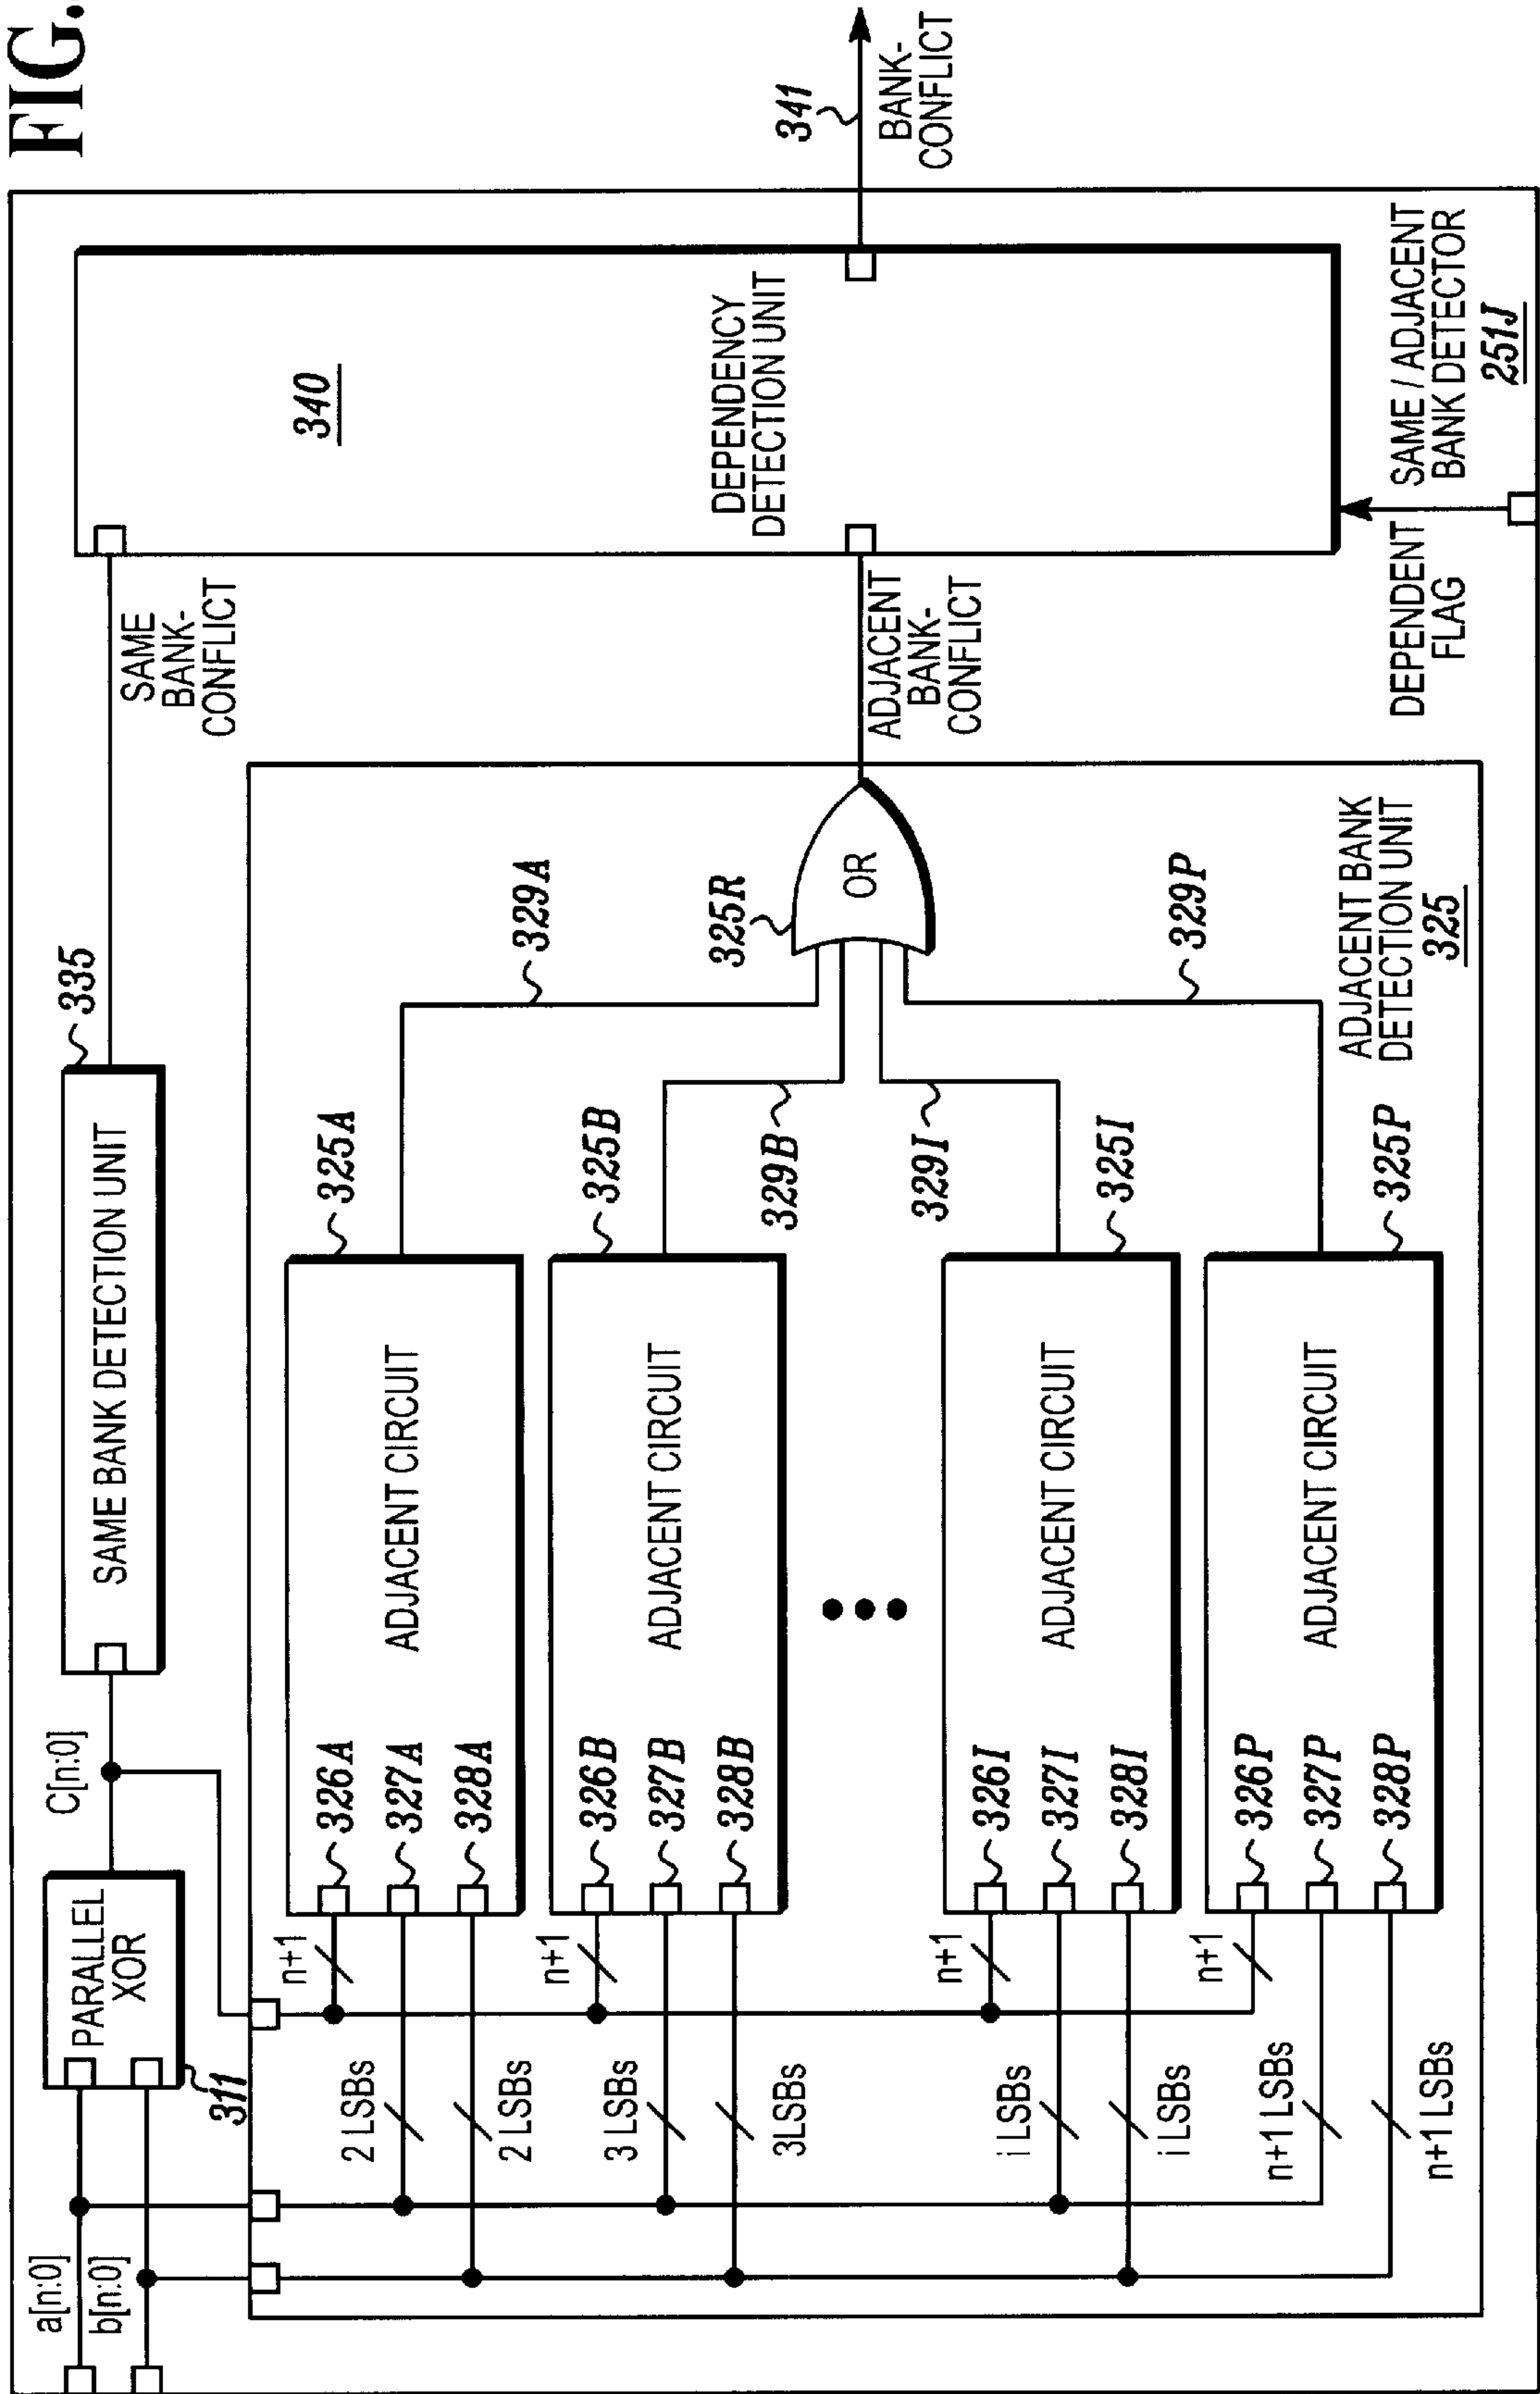 FIG.
a[n:0]
b[n:0]
PARALLEL
XOR
311
C[n:0]
SAME BANK DETECTION UNIT
335
SAME
BANK-
CONFLICT
340
DEPENDENCY
DETECTION UNIT
341
BANK-
CONFLICT
n+1
2 LSBs
2 LSBs
326A
327A
328A
ADJACENT CIRCUIT
325A
329A
n+1
3 LSBs
3LSBs
326B
327B
328B
ADJACENT CIRCUIT
325B
329B
325R
OR
ADJACENT
BANK-
CONFLICT
n+1
i LSBs
i LSBs
326I
327I
328I
ADJACENT CIRCUIT
325I
329I
n+1
n+1 LSBs
n+1 LSBs
326P
327P
328P
ADJACENT CIRCUIT
325P
329P
ADJACENT BANK
DETECTION UNIT
325
DEPENDENT
FLAG
SAME / ADJACENT
BANK DETECTOR
251J